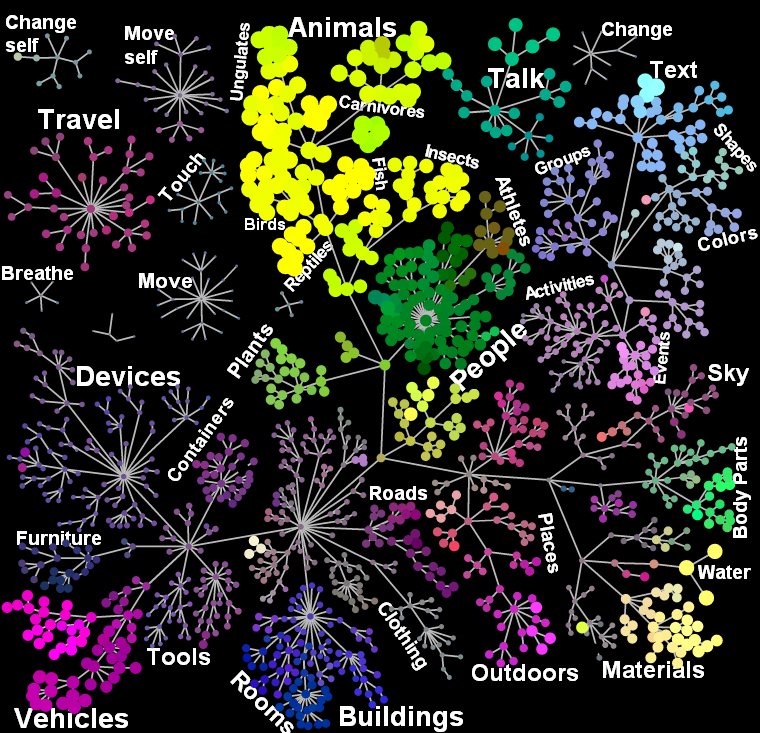 Change
self
Move
self
Ungulates
Animals
Change
Talk
Text
Travel
Carnivores
Shapes
Touch
Fish
Insects
Groups
Athletes
Birds
Reptiles
Colors
Breathe
Move
Activities
Plants
People
Events
Devices
Sky
Containers
Roads
Body Parts
Furniture
Places
Water
Clothing
Tools
Outdoors
Materials
Rooms
Vehicles
Buildings